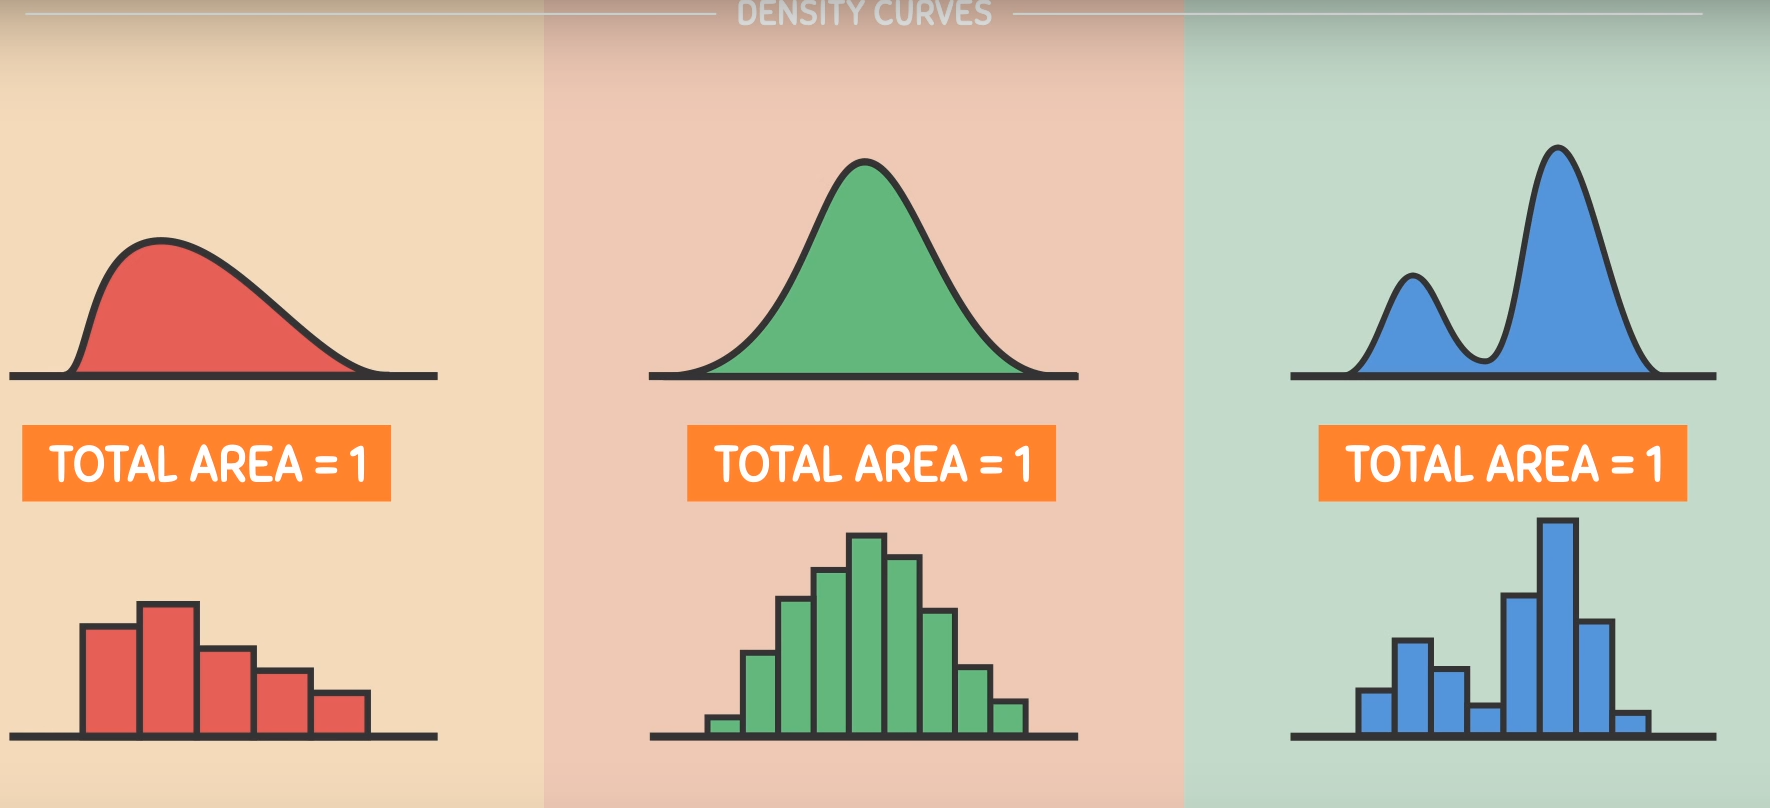 DENSITY CURVES
TOTAL AREA = 1
TOTAL AREA = 1
TOTAL AREA = 1